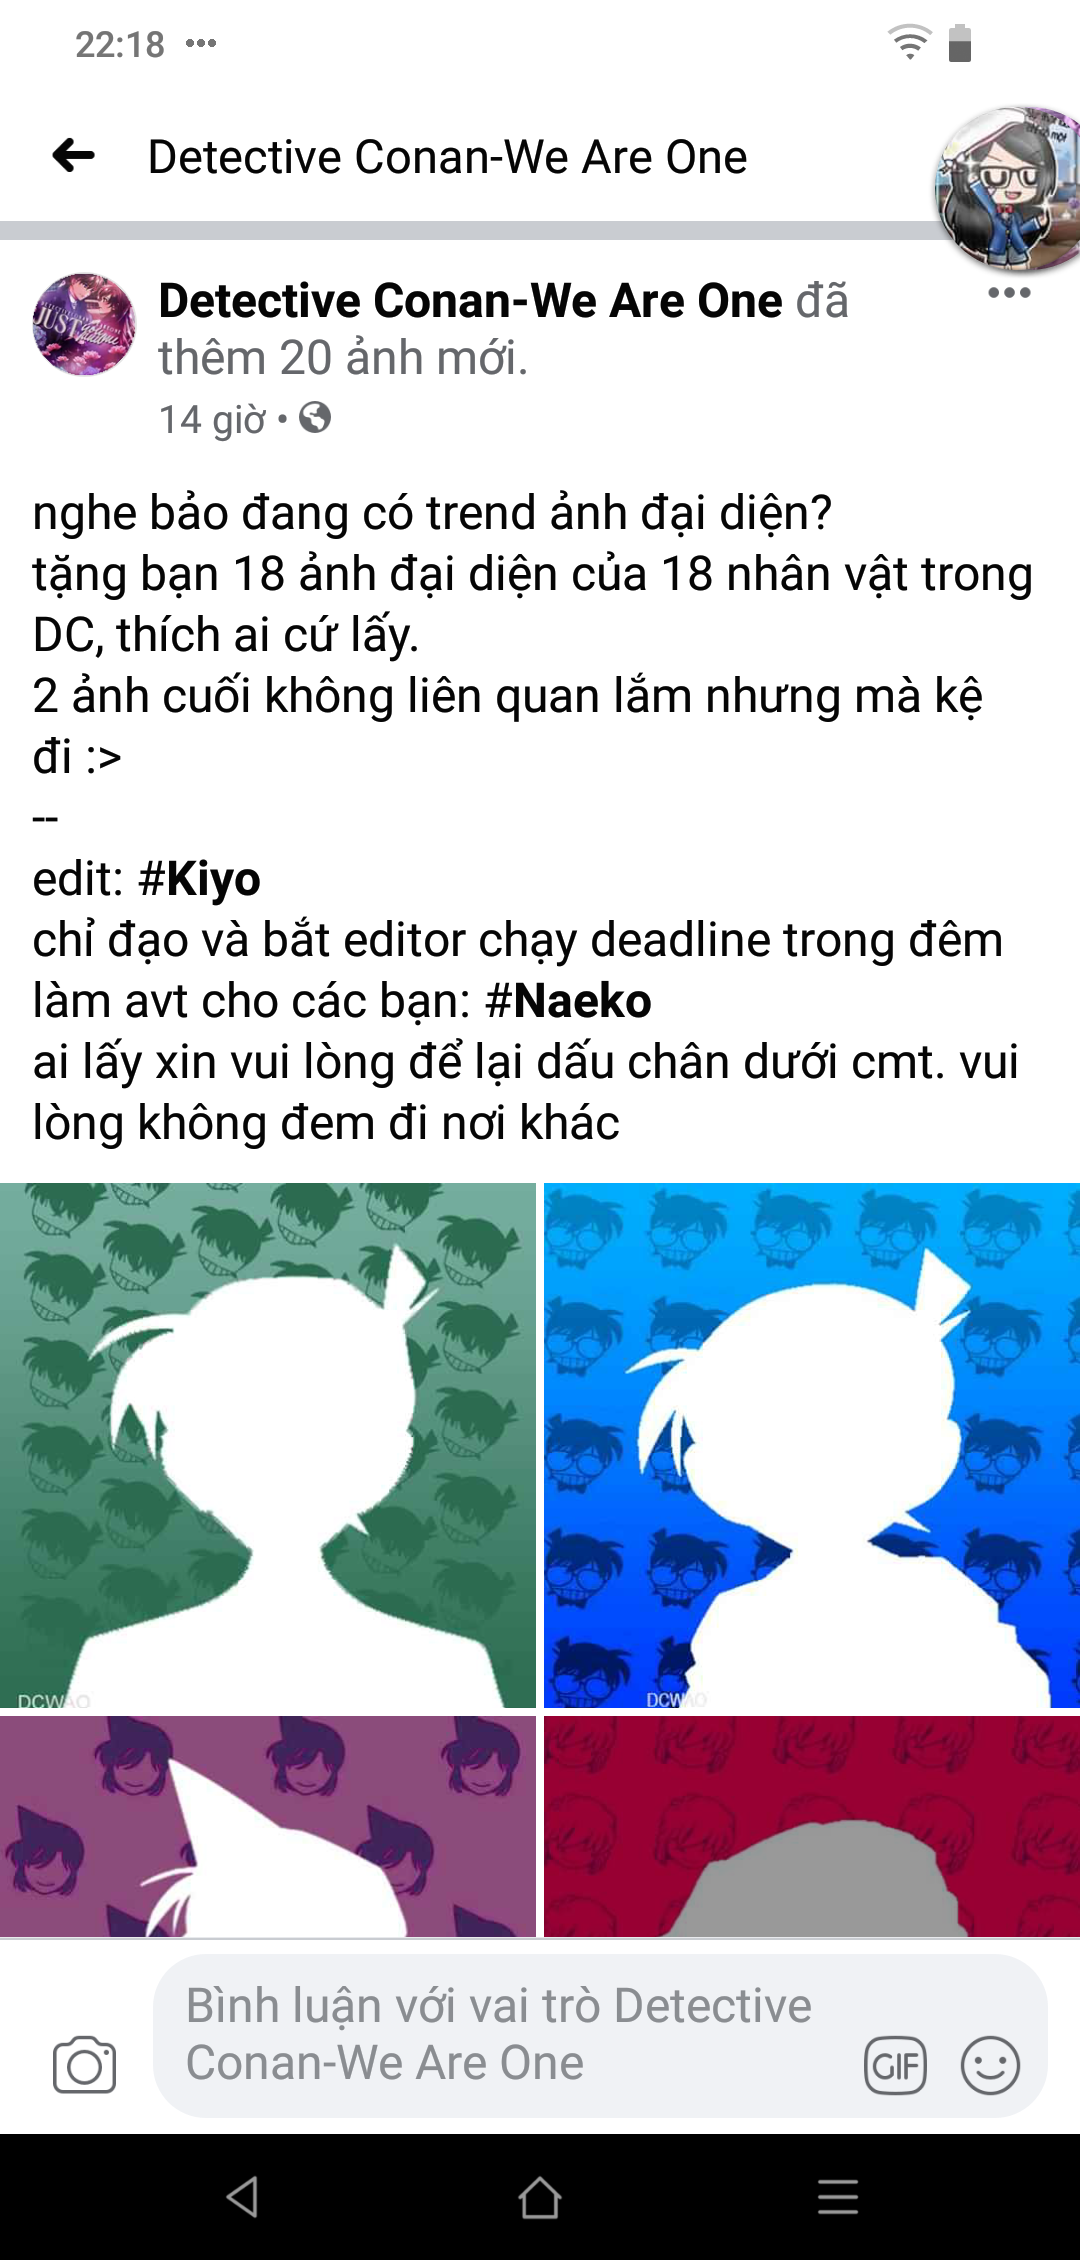 22:18
Detective Conan-We Are One
Detective Conan-We Are One đã
thêm 20 ảnh mới.
14 giờ •
nghe bảo đang có trend ảnh đại diện?
tặng bạn 18 ảnh đại diện của 18 nhân vật trong
DC, thích ai cứ lấy.
2 ảnh cuối không liên quan lắm nhưng mà kệ
đi :>
--
edit: #Kiyo
chỉ đạo và bắt editor chạy deadline trong đêm
làm avt cho các bạn: #Naeko
ai lấy xin vui lòng để lại dấu chân dưới cmt. vui
lòng không đem đi nơi khác
DCWAO
DCWAO
Bình luận với vai trò Detective
Conan-We Are One
GIF